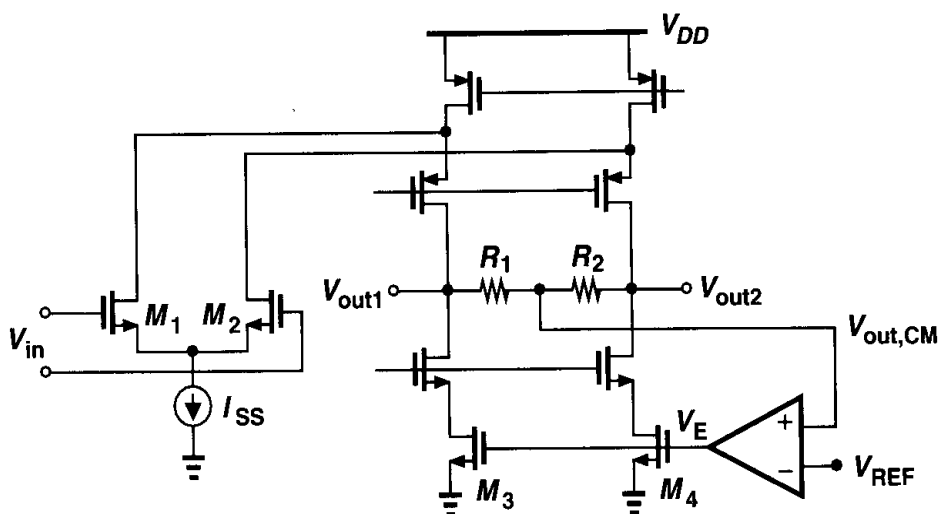 V_DD
R_1
R_2
V_out1
V_out2
M_1
M_2
V_in
V_out,CM
I_SS
V_E
+
−
V_REF
M_3
M_4